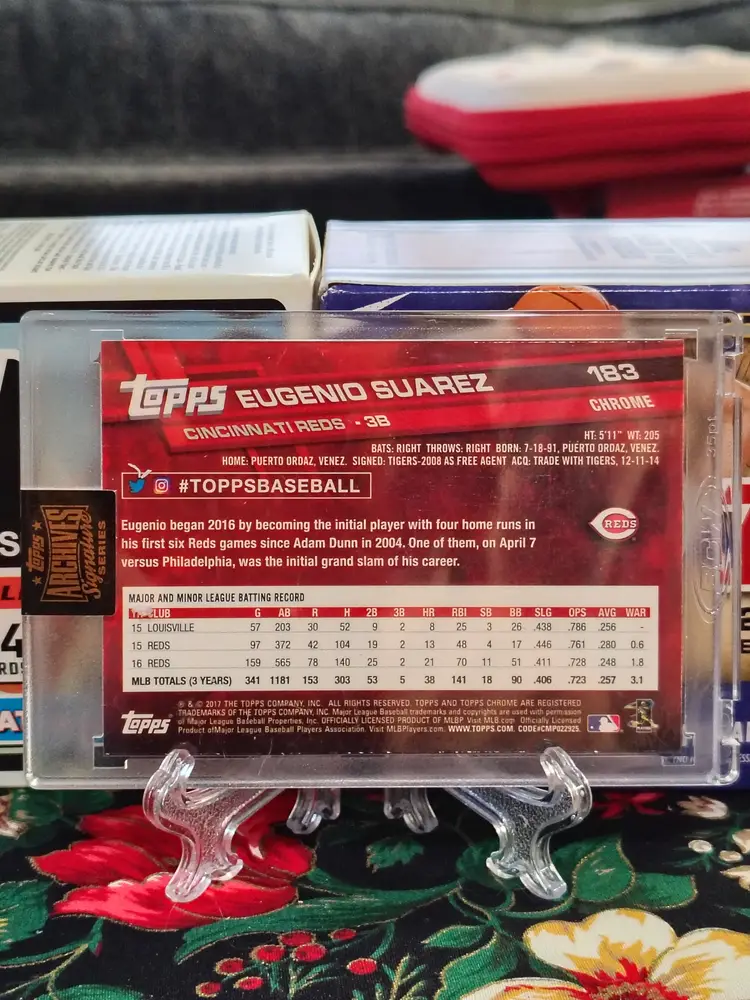 topps EUGENIO SUAREZ 183
CINCINNATI REDS • 3B CHROME
HT: 5'11" WT: 205
BATS: RIGHT THROWS: RIGHT BORN: 7-18-91, PUERTO ORDAZ, VENEZ.
HOME: PUERTO ORDAZ, VENEZ. SIGNED: TIGERS-2008 AS FREE AGENT ACQ: TRADE WITH TIGERS, 12-11-14
#TOPPSBASEBALL
Eugenio began 2016 by becoming the initial player with four home runs in
his first six Reds games since Adam Dunn in 2004. One of them, on April 7
versus Philadelphia, was the initial grand slam of his career.
REDS
MAJOR AND MINOR LEAGUE BATTING RECORD
YR CLUB G AB R H 2B 3B HR RBI SB BB SLG OPS AVG WAR
15 LOUISVILLE 57 203 30 52 9 2 8 25 3 26 .438 .786 .256 -
15 REDS 97 372 42 104 19 2 13 48 4 17 .446 .761 .280 0.6
16 REDS 159 565 78 140 25 2 21 70 11 51 .411 .728 .248 1.8
MLB TOTALS (3 YEARS) 341 1181 153 303 53 5 38 141 18 90 .406 .723 .257 3.1
topps
® & © 2017 THE TOPPS COMPANY, INC. ALL RIGHTS RESERVED. TOPPS AND TOPPS CHROME ARE REGISTERED
TRADEMARKS OF THE TOPPS COMPANY, INC. Major League Baseball trademarks and copyrights are used with permission
of Major League Baseball Properties, Inc. OFFICIALLY LICENSED PRODUCT OF MLBP Visit MLB.com Officially Licensed
Product of Major League Baseball Players Association. Visit MLBPlayers.com. WWW.TOPPS.COM. CODE#CMP022925
topps
ARCHIVES
Signature
SERIES
35pt